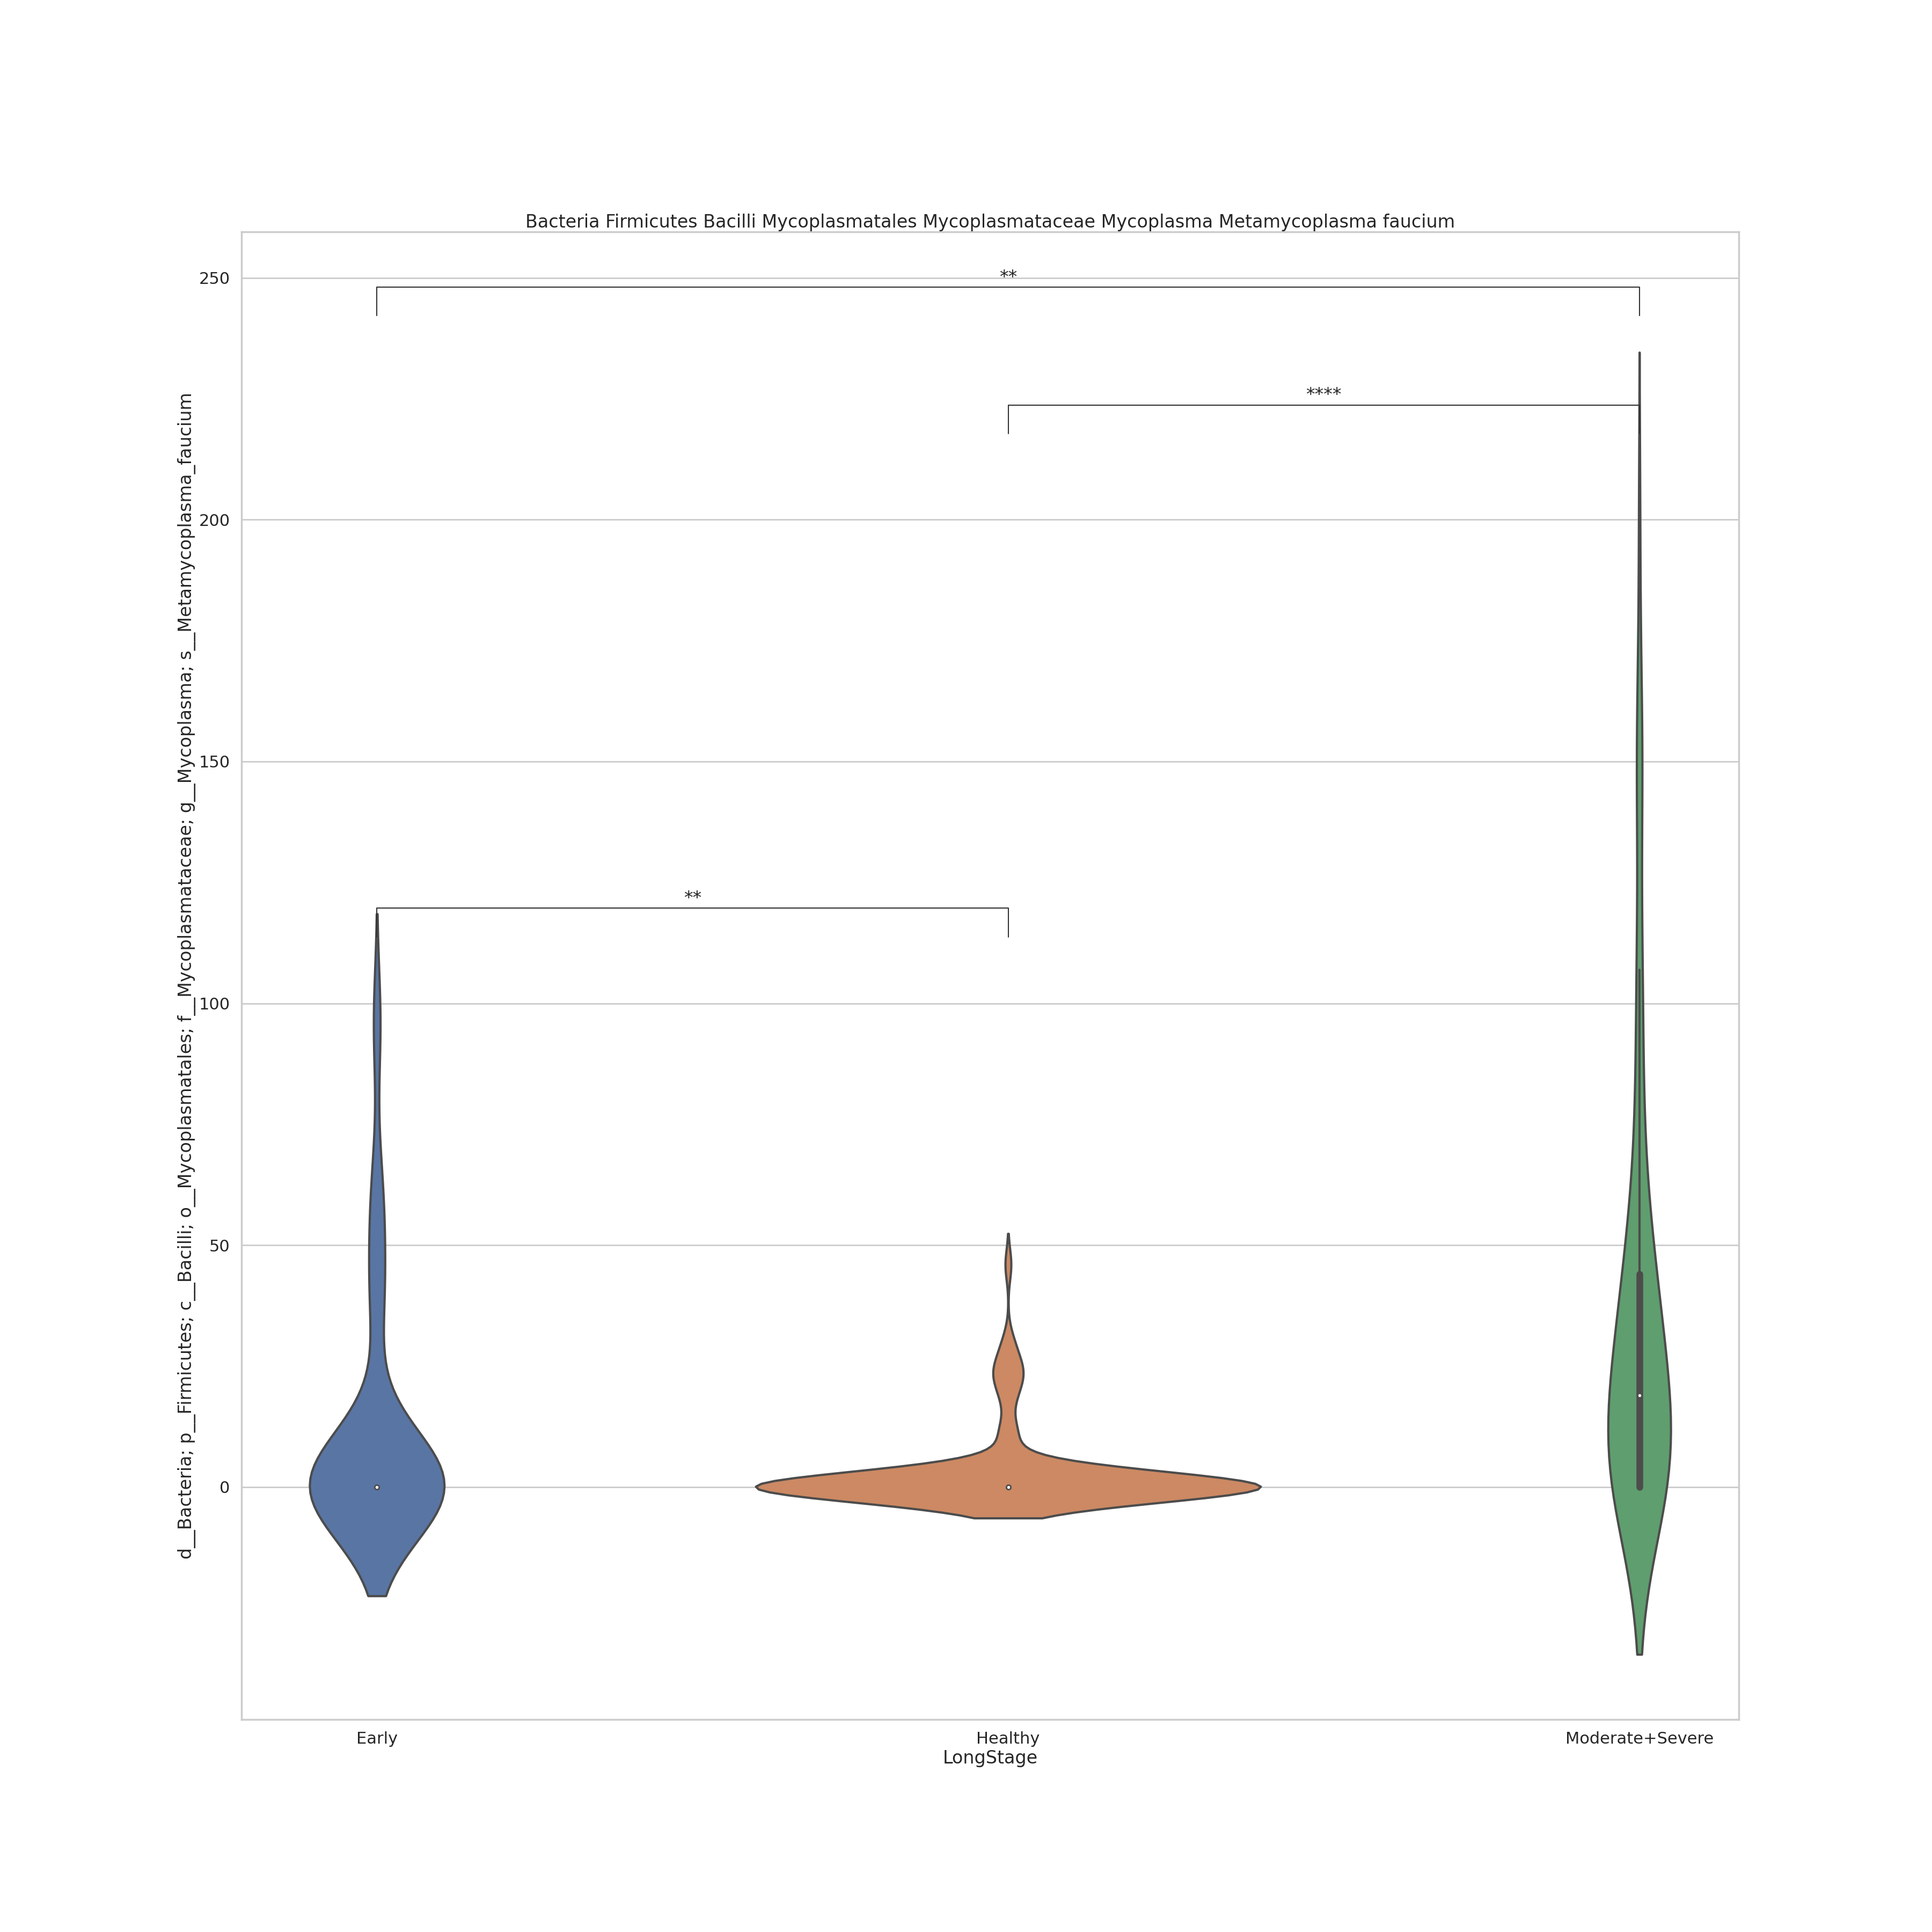 Bacteria Firmicutes Bacilli Mycoplasmatales Mycoplasmataceae Mycoplasma Metamycoplasma faucium
d__Bacteria; p__Firmicutes; c__Bacilli; o__Mycoplasmatales; f__Mycoplasmataceae; g__Mycoplasma; s__Metamycoplasma_faucium
250
200
150
100
50
0
**
****
**
Early
Healthy
Moderate+Severe
LongStage